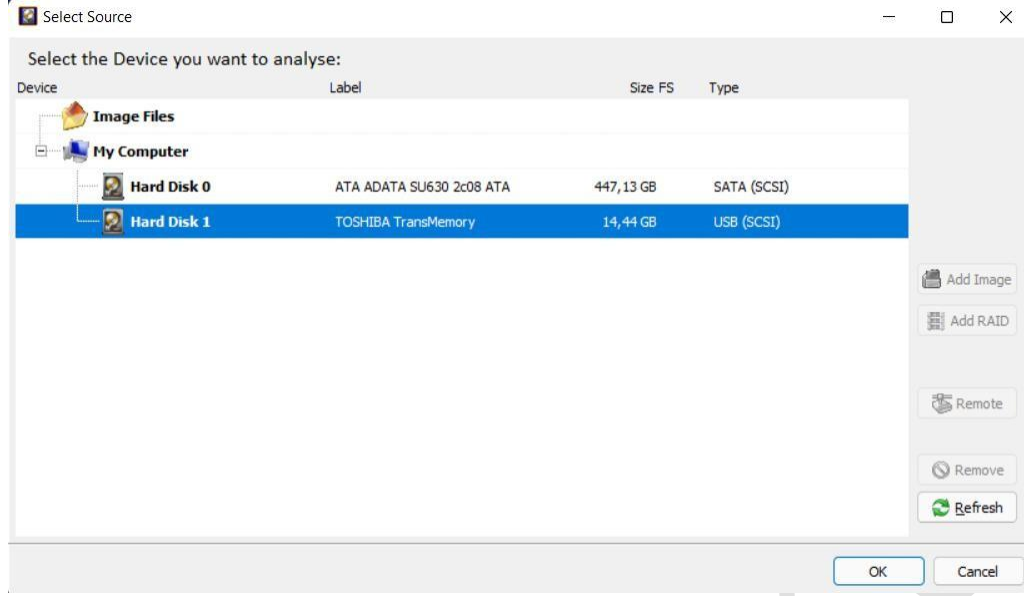 Select Source
Select the Device you want to analyse:
Device Label Size FS Type
Image Files
My Computer
Hard Disk 0 ATA ADATA SU630 2c08 ATA 447,13 GB SATA (SCSI)
Hard Disk 1 TOSHIBA TransMemory 14,44 GB USB (SCSI)
Add Image
Add RAID
Remote
Remove
Refresh
OK Cancel